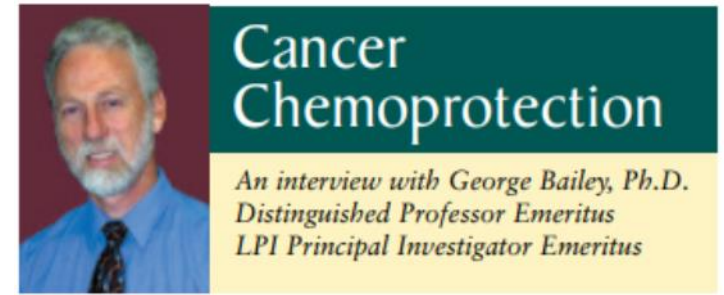 Cancer
Chemoprotection
An interview with George Bailey, Ph.D.
Distinguished Professor Emeritus
LPI Principal Investigator Emeritus